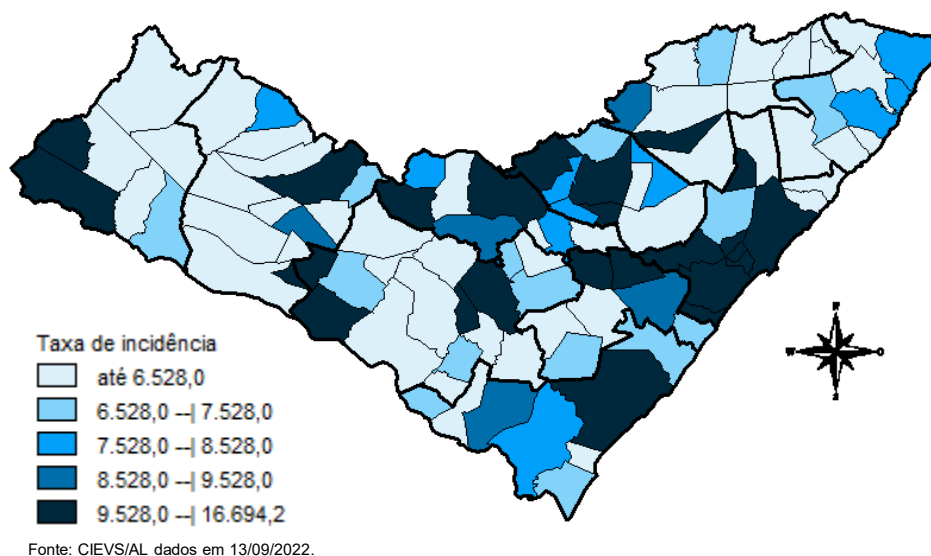 Taxa de incidência
até 6.528,0
6.528,0 --| 7.528,0
7.528,0 --| 8.528,0
8.528,0 --| 9.528,0
9.528,0 --| 16.694,2
Fonte: CIEVS/AL dados em 13/09/2022.